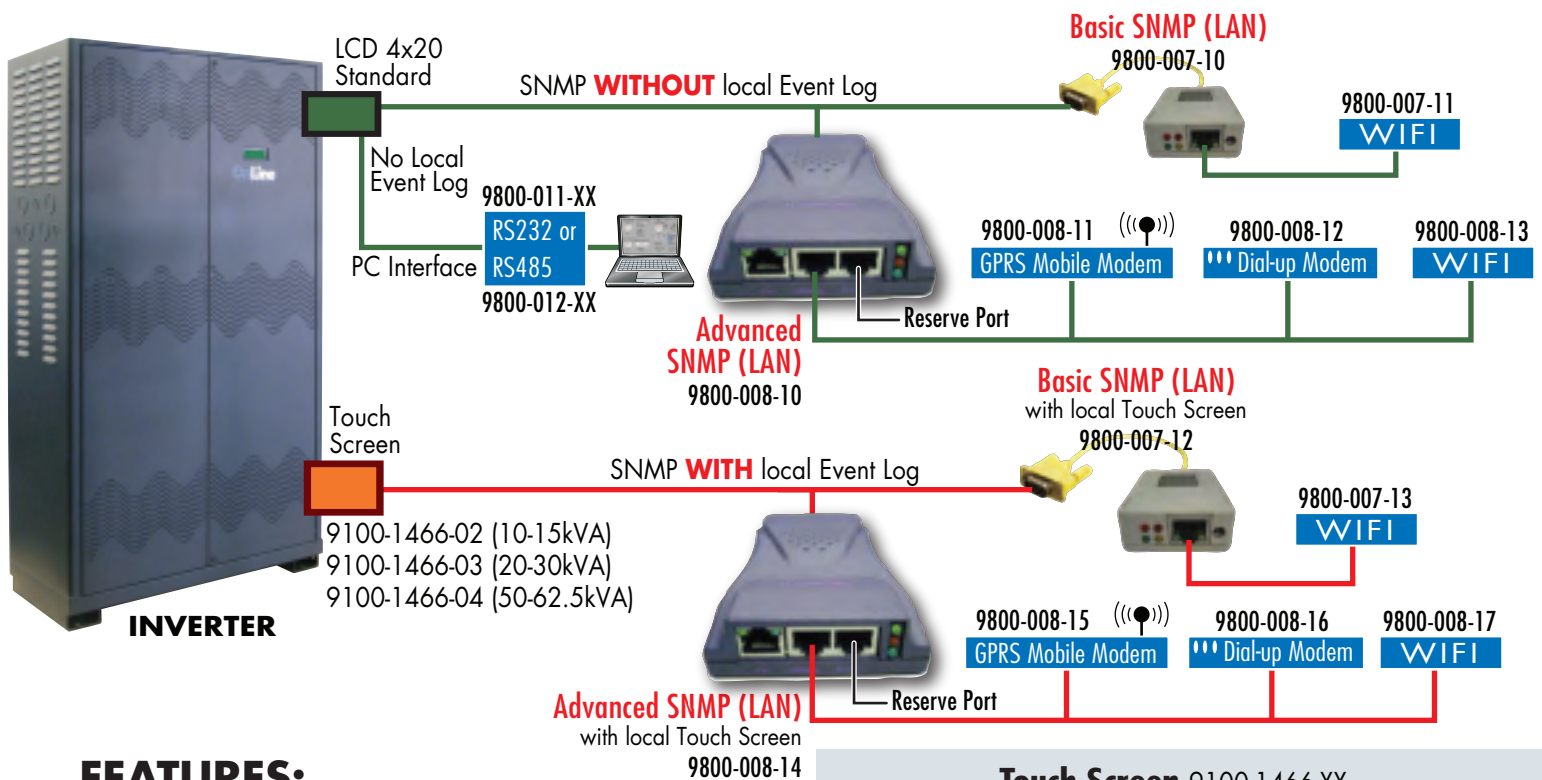 LCD 4x20
Standard
SNMP WITHOUT local Event Log
Basic SNMP (LAN)
9800-007-10
9800-007-11
WIFI
No Local
Event Log
9800-011-XX
RS232 or
RS485
PC Interface
9800-012-XX
9800-008-11
GPRS Mobile Modem
9800-008-12
Dial-up Modem
9800-008-13
WIFI
Reserve Port
Advanced
SNMP (LAN)
9800-008-10
Touch
Screen
SNMP WITH local Event Log
Basic SNMP (LAN)
with local Touch Screen
9800-007-12
9800-007-13
WIFI
9100-1466-02 (10-15kVA)
9100-1466-03 (20-30kVA)
9100-1466-04 (50-62.5kVA)
INVERTER
9800-008-15
GPRS Mobile Modem
9800-008-16
Dial-up Modem
9800-008-17
WIFI
Reserve Port
Advanced SNMP (LAN)
with local Touch Screen
9800-008-14
FEATURES:
Touch Screen 9100-1466-XX